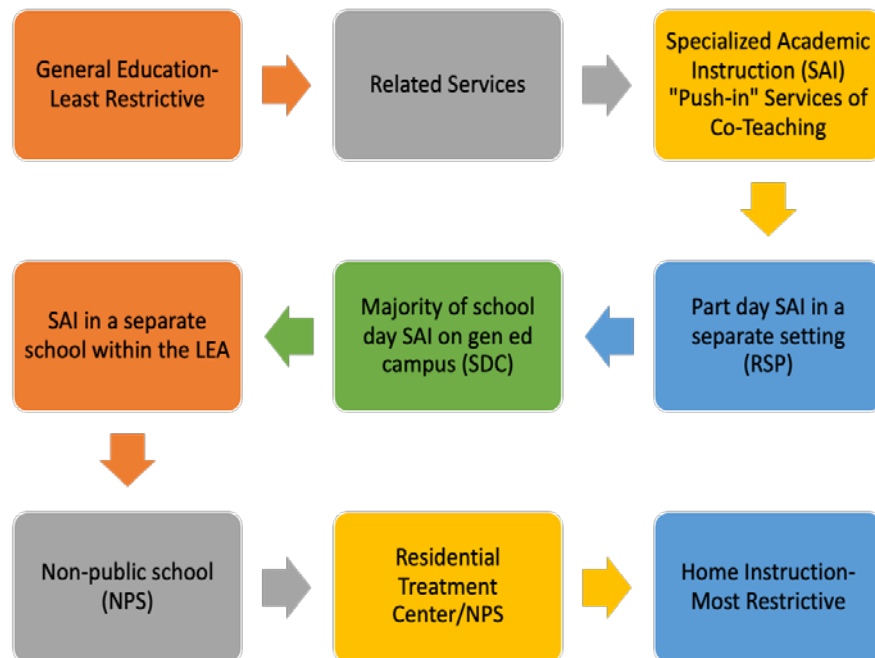 General Education-
Least Restrictive
Related Services
Specialized Academic
Instruction (SAI)
"Push-in" Services of
Co-Teaching
Part day SAI in a
separate setting
(RSP)
Majority of school
day SAI on gen ed
campus (SDC)
SAI in a separate
school within the LEA
Non-public school
(NPS)
Residential
Treatment
Center/NPS
Home Instruction-
Most Restrictive